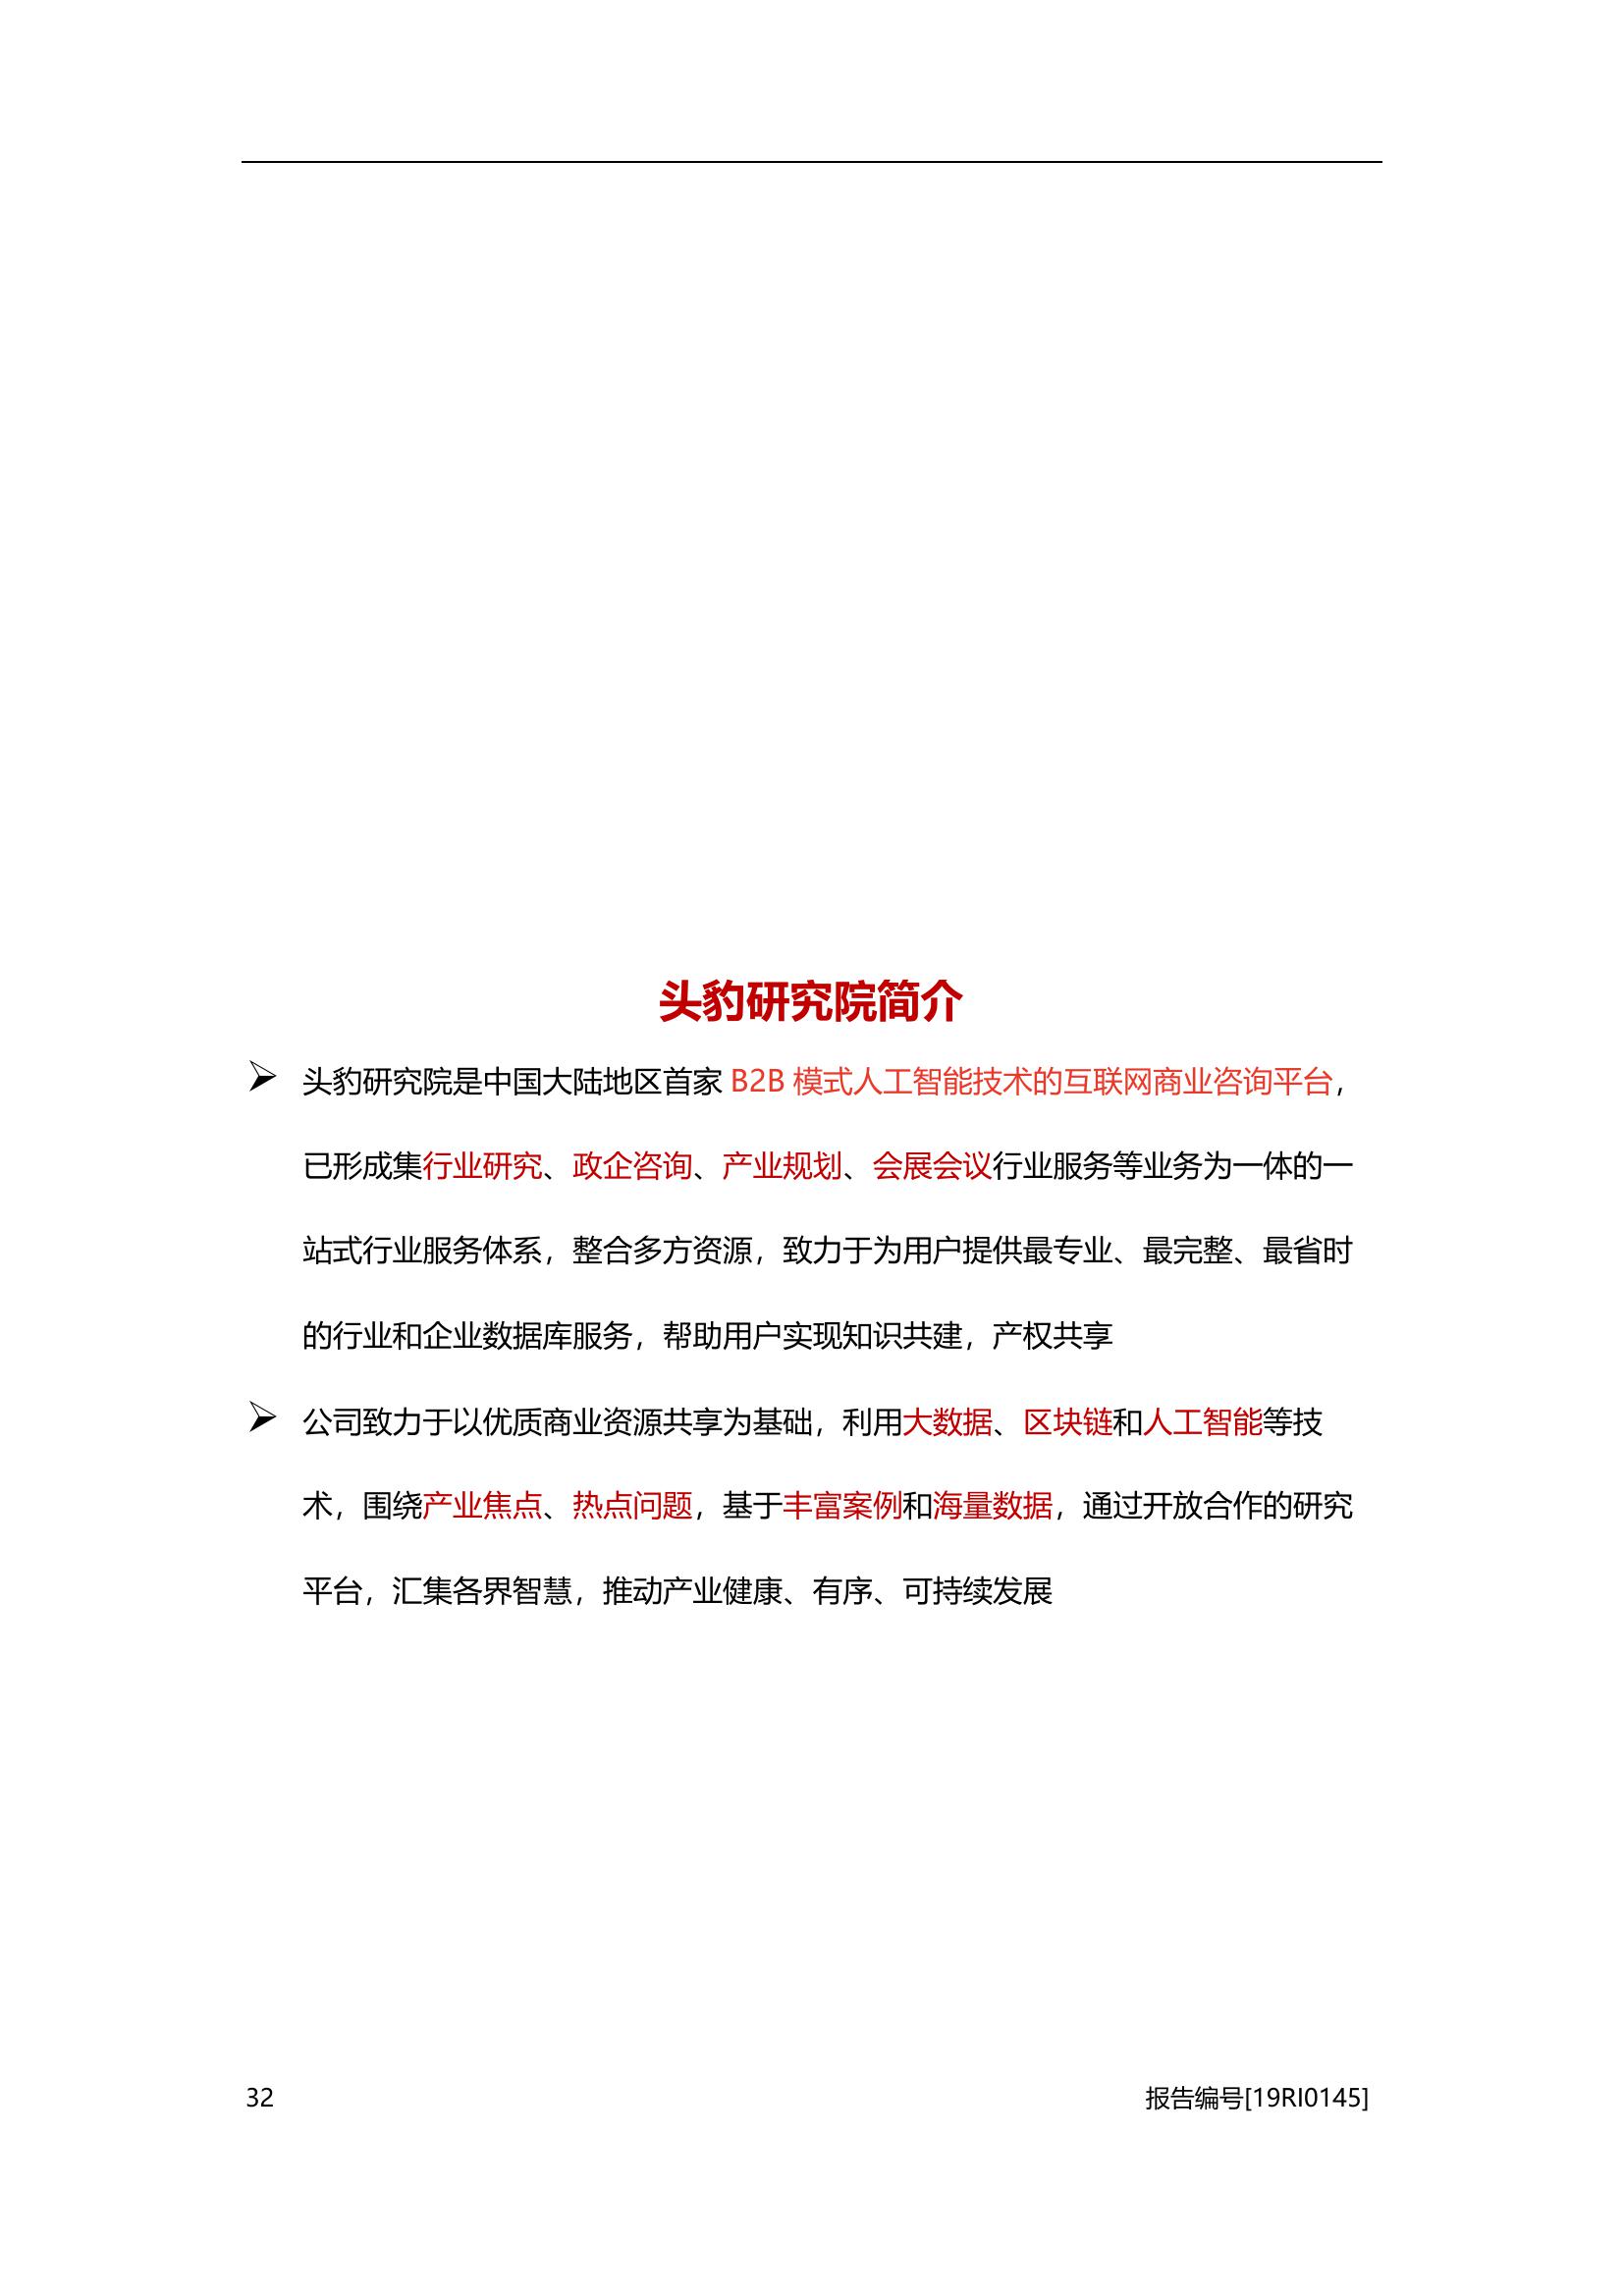 头豹研究院简介
➢ 头豹研究院是中国大陆地区首家 B2B 模式人工智能技术的互联网商业咨询平台，
已形成集行业研究、政企咨询、产业规划、会展会议行业服务等业务为一体的一
站式行业服务体系，整合多方资源，致力于为用户提供最专业、最完整、最省时
的行业和企业数据库服务，帮助用户实现知识共建，产权共享
➢ 公司致力于以优质商业资源共享为基础，利用大数据、区块链和人工智能等技
术，围绕产业焦点、热点问题，基于丰富案例和海量数据，通过开放合作的研究
平台，汇集各界智慧，推动产业健康、有序、可持续发展
32
报告编号[19RI0145]